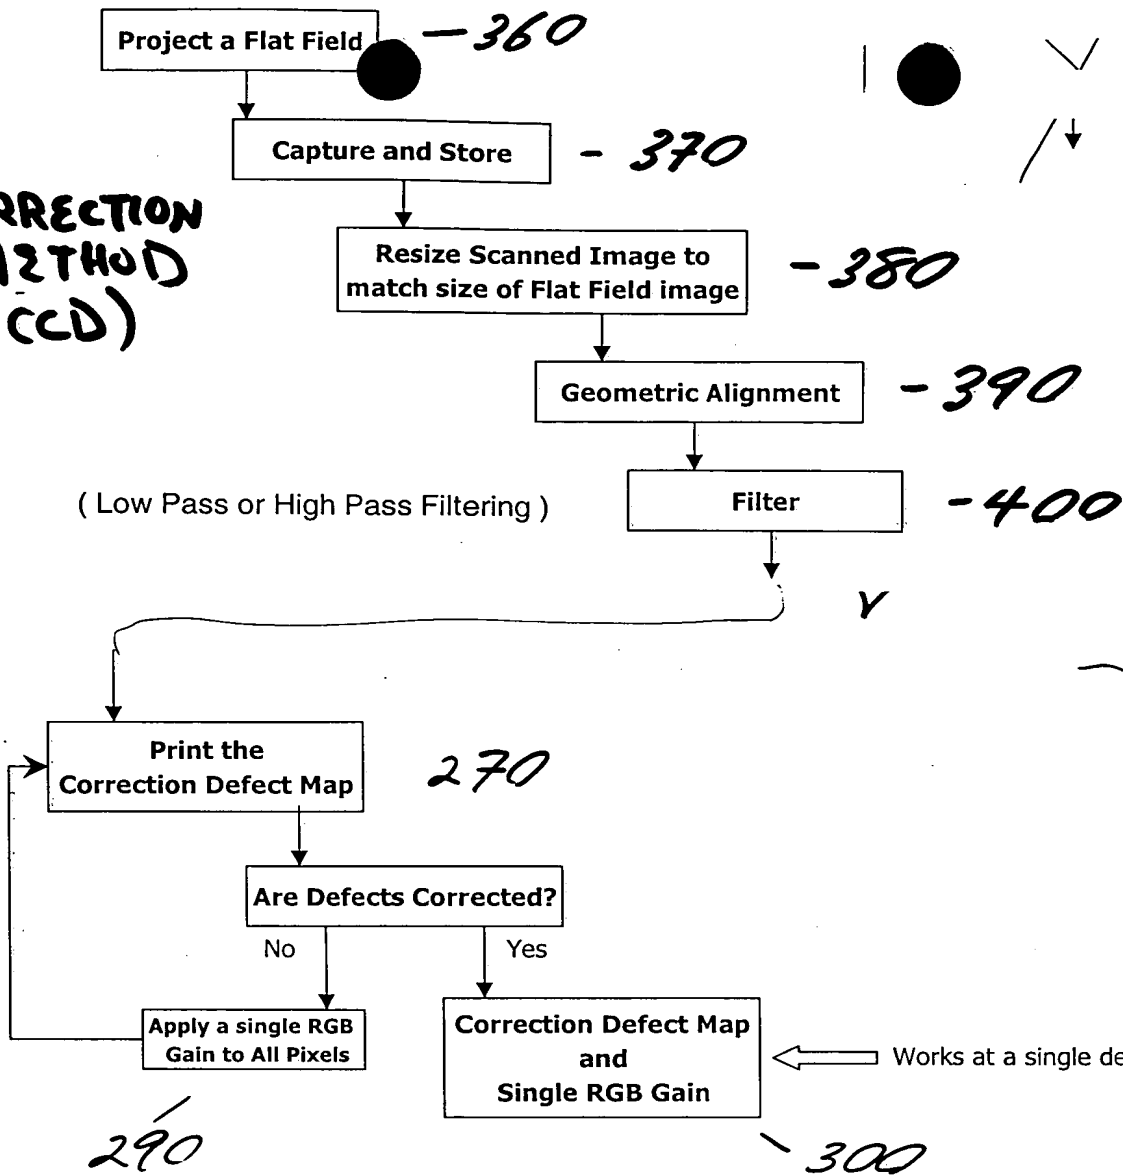 Project a Flat Field
-360
Capture and Store
- 370
RRECTION
METHOD
CCD)
Resize Scanned Image to
match size of Flat Field image
-380
Geometric Alignment
-390
( Low Pass or High Pass Filtering )
Filter
-400
Print the
Correction Defect Map
270
Are Defects Corrected?
No
Yes
Apply a single RGB
Gain to All Pixels
Correction Defect Map
and
Single RGB Gain
Works at a single de
290
300